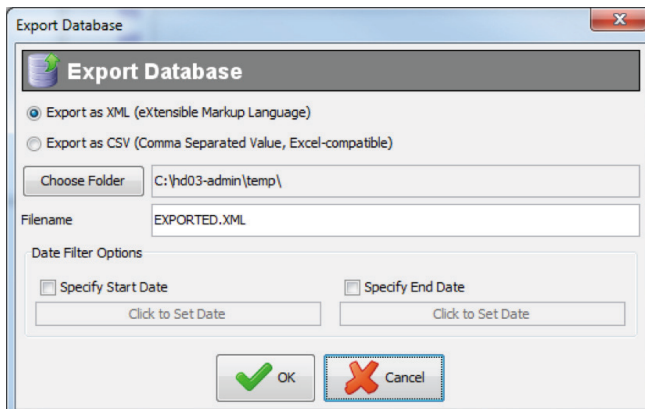 Export Database
Export Database
Export as XML (eXtensible Markup Language)
Export as CSV (Comma Separated Value, Excel-compatible)
Choose Folder C:\hd03-admin\temp\
Filename EXPORTED.XML
Date Filter Options
Specify Start Date Specify End Date
Click to Set Date Click to Set Date
OK Cancel